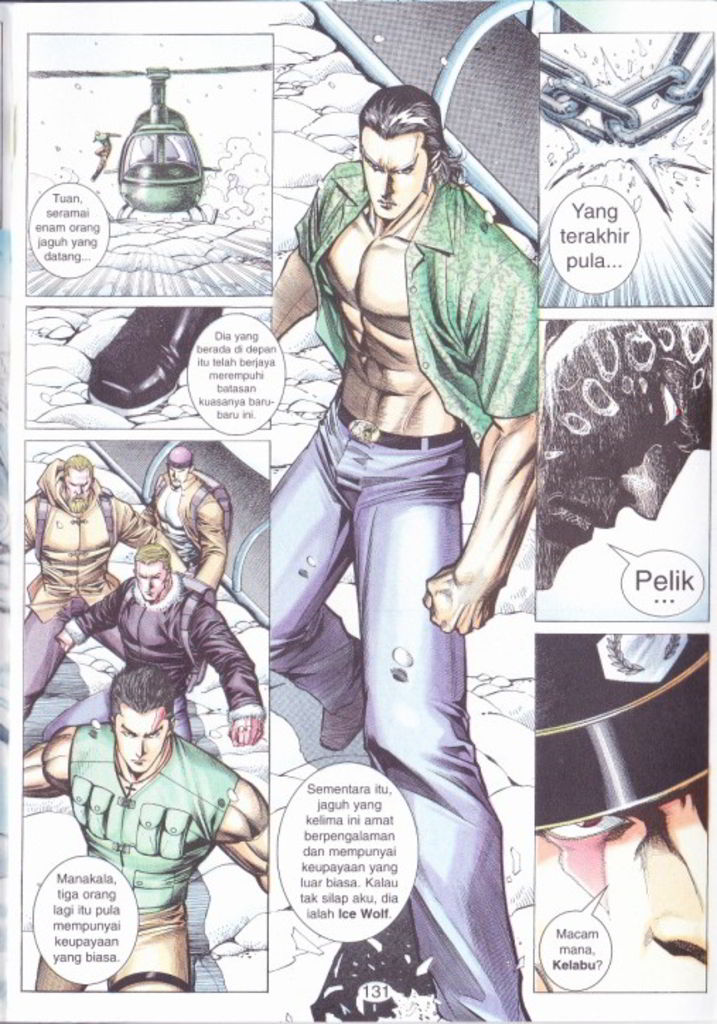 Tuan,
seramai
enam orang
jaguh yang
datang...
Dia yang
berada di depan
itu telah berjaya
merempuhi
batasan
kuasanya baru-
baru ini.
Manakala,
tiga orang
lagi itu pula
mempunyai
keupayaan
yang biasa.
Sementara itu,
jaguh yang
kelima ini amat
berpengalaman
dan mempunyai
keupayaan yang
luar biasa. Kalau
tak silap aku, dia
ialah Ice Wolf.
Yang
terakhir
pula...
Pelik
...
Macam
mana,
Kelabu?
131